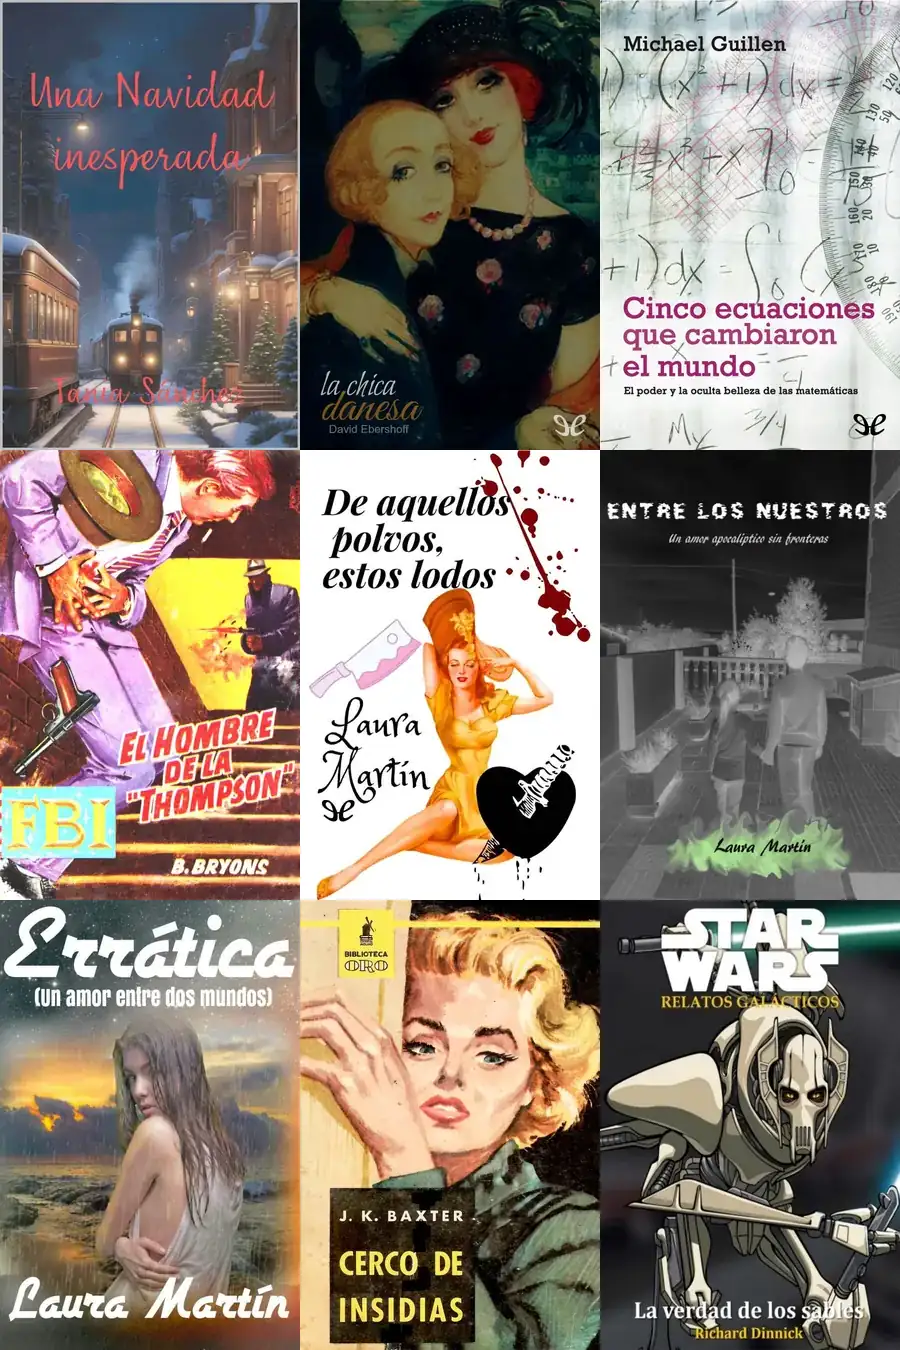 Una Navidad
inesperada
Tania Sánchez
la chica
danesa
David Ebershoff
Michael Guillen
Cinco ecuaciones
que cambiaron
el mundo
El poder y la oculta belleza de las matemáticas
EL HOMBRE
DE LA
"THOMPSON"
FBI
B. BRYONS
De aquellos
polvos,
estos lodos
Laura
Martín
ENTRE LOS NUESTROS
Un amor apocalíptico sin fronteras
Laura Martín
Errática
(Un amor entre dos mundos)
Laura Martín
BIBLIOTECA
ORO
J. K. BAXTER
CERCO DE
INSIDIAS
STAR
WARS
RELATOS GALÁCTICOS
La verdad de los sables
Richard Dinnick